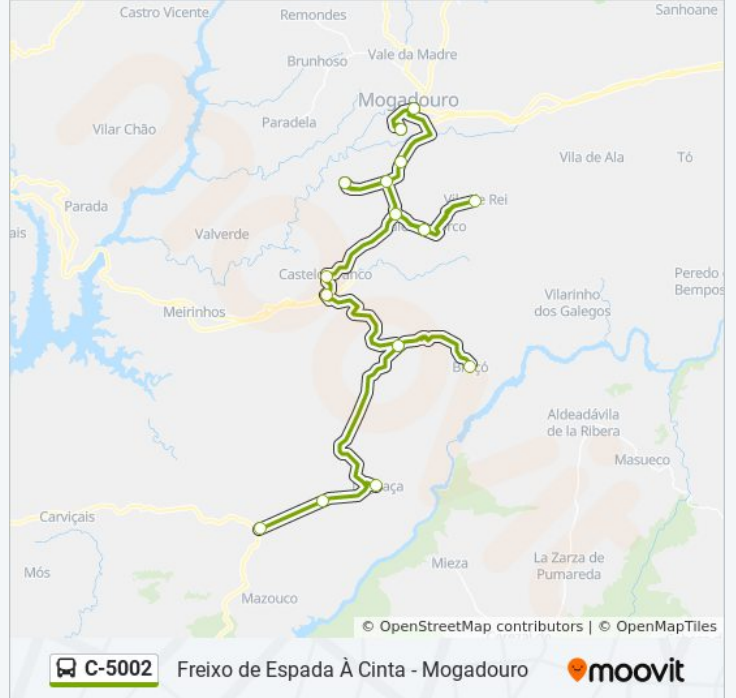 Castro Vicente
Remondes
Sanhoane
Vale da Madre
Brunhoso
Mogadouro
Paradela
Vilar Chão
Vila de Ala
Tó
Parada
Rei
Valverde
Castelo
Peredo
Bempos
Vilarinho
dos Galegos
Meirinhos
Aldeadávila
de la Ribera
Masueco
Carviçais
Mieza
La Zarza de
Pumareda
Mós
Mazouco
© OpenStreetMap contributors | © OpenMapTiles
C-5002 Freixo de Espada À Cinta - Mogadouro
moovit